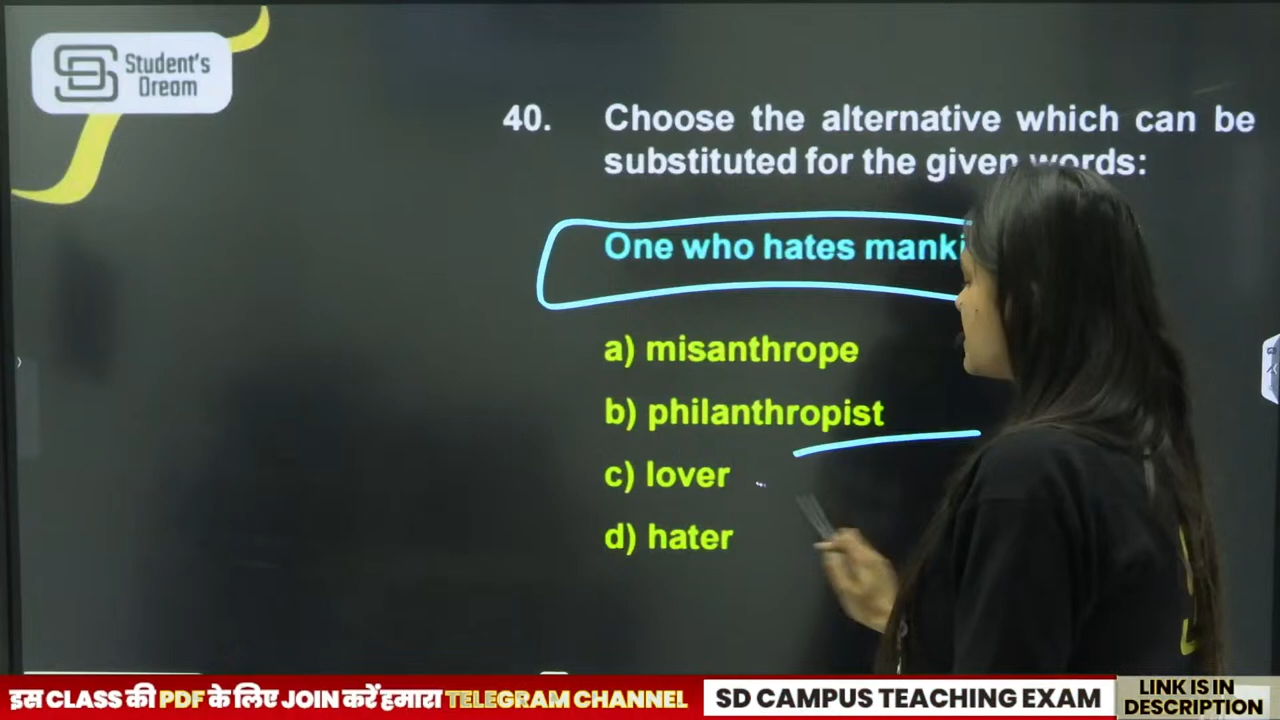 Student's
Dream
40. Choose the alternative which can be
substituted for the given words:
One who hates
a) misanthrope
b) philanthropist
c) lover
d) hater
इस CLASS की PDF के लिए JOIN करें हमारा TELEGRAM CHANNEL
SD CAMPUS TEACHING EXAM
LINK IS IN
DESCRIPTION